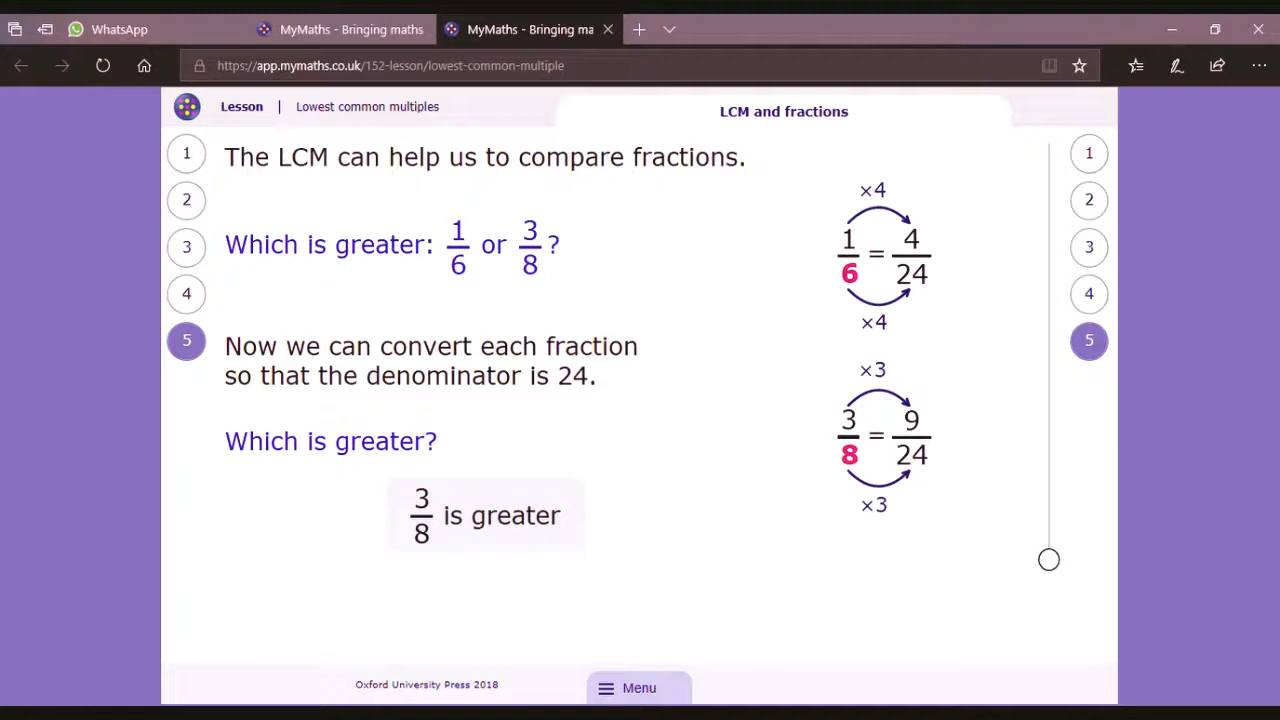 WhatsApp
MyMaths - Bringing maths
MyMaths - Bringing ma
https://app.mymaths.co.uk/152-lesson/lowest-common-multiple
Lesson | Lowest common multiples
LCM and fractions
1
2
3
4
5
The LCM can help us to compare fractions.
Which is greater: 1/6 or 3/8 ?
Now we can convert each fraction
so that the denominator is 24.
Which is greater?
3/8 is greater
×4
1/6 = 4/24
×4
×3
3/8 = 9/24
×3
1
2
3
4
5
Oxford University Press 2018
Menu